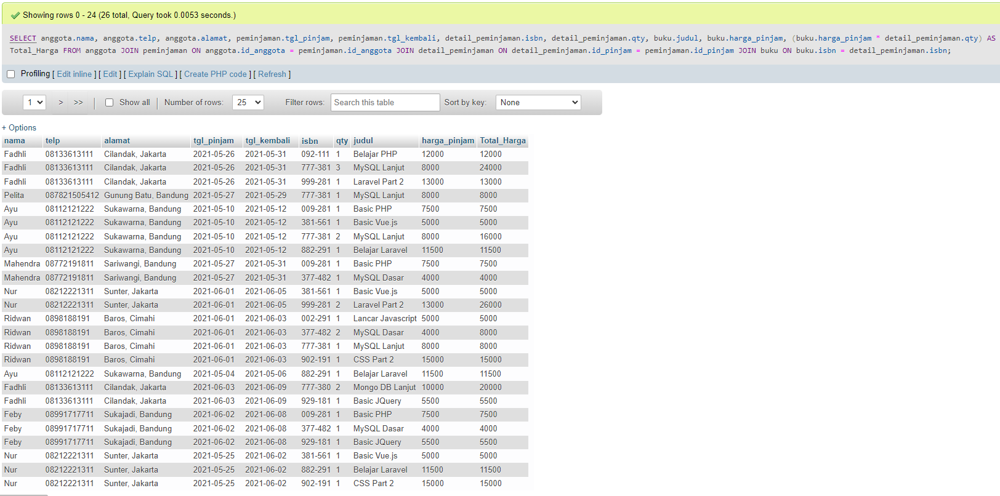 Showing rows 0 - 24 (26 total, Query took 0.0053 seconds.)
SELECT anggota.nama, anggota.telp, anggota.alamat, peminjaman.tgl_pinjam, peminjaman.tgl_kembali, detail_peminjaman.isbn, detail_peminjaman.qty, buku.judul, buku.harga_pinjam, (buku.harga_pinjam * detail_peminjaman.qty) AS
Total_Harga FROM anggota JOIN peminjaman ON anggota.id_anggota = peminjaman.id_anggota JOIN detail_peminjaman ON detail_peminjaman.id_pinjam = peminjaman.id_pinjam JOIN buku ON buku.isbn = detail_peminjaman.isbn;
Profiling [ Edit inline ] [ Edit ] [ Explain SQL ] [ Create PHP code ] [ Refresh ]
1 > >> | Show all | Number of rows: 25 Filter rows: Search this table Sort by key: None
+ Options
nama telp alamat tgl_pinjam tgl_kembali isbn qty judul harga_pinjam Total_Harga
Fadhli 08133613111 Cilandak, Jakarta 2021-05-26 2021-05-31 092-111 1 Belajar PHP 12000 12000
Fadhli 08133613111 Cilandak, Jakarta 2021-05-26 2021-05-31 777-381 3 MySQL Lanjut 8000 24000
Fadhli 08133613111 Cilandak, Jakarta 2021-05-26 2021-05-31 999-281 1 Laravel Part 2 13000 13000
Pelita 087821505412 Gunung Batu, Bandung 2021-05-27 2021-05-29 777-381 1 MySQL Lanjut 8000 8000
Ayu 08112121222 Sukawarna, Bandung 2021-05-10 2021-05-12 009-281 1 Basic PHP 7500 7500
Ayu 08112121222 Sukawarna, Bandung 2021-05-10 2021-05-12 381-561 1 Basic Vue.js 5000 5000
Ayu 08112121222 Sukawarna, Bandung 2021-05-10 2021-05-12 777-381 2 MySQL Lanjut 8000 16000
Ayu 08112121222 Sukawarna, Bandung 2021-05-10 2021-05-12 882-291 1 Belajar Laravel 11500 11500
Mahendra 08772191811 Sariwangi, Bandung 2021-05-27 2021-05-31 009-281 1 Basic PHP 7500 7500
Mahendra 08772191811 Sariwangi, Bandung 2021-05-27 2021-05-31 377-482 1 MySQL Dasar 4000 4000
Nur 08212221311 Sunter, Jakarta 2021-06-01 2021-06-05 381-561 1 Basic Vue.js 5000 5000
Nur 08212221311 Sunter, Jakarta 2021-06-01 2021-06-05 999-281 2 Laravel Part 2 13000 26000
Ridwan 0898188191 Baros, Cimahi 2021-06-01 2021-06-03 002-291 1 Lancar Javascript 5000 5000
Ridwan 0898188191 Baros, Cimahi 2021-06-01 2021-06-03 377-482 2 MySQL Dasar 4000 8000
Ridwan 0898188191 Baros, Cimahi 2021-06-01 2021-06-03 777-381 1 MySQL Lanjut 8000 8000
Ridwan 0898188191 Baros, Cimahi 2021-06-01 2021-06-03 902-191 1 CSS Part 2 15000 15000
Ayu 08112121222 Sukawarna, Bandung 2021-05-04 2021-05-06 882-291 1 Belajar Laravel 11500 11500
Fadhli 08133613111 Cilandak, Jakarta 2021-06-03 2021-06-09 777-380 2 Mongo DB Lanjut 10000 20000
Fadhli 08133613111 Cilandak, Jakarta 2021-06-03 2021-06-09 929-181 1 Basic JQuery 5500 5500
Feby 08991717711 Sukajadi, Bandung 2021-06-02 2021-06-08 009-281 1 Basic PHP 7500 7500
Feby 08991717711 Sukajadi, Bandung 2021-06-02 2021-06-08 377-482 1 MySQL Dasar 4000 4000
Feby 08991717711 Sukajadi, Bandung 2021-06-02 2021-06-08 929-181 1 Basic JQuery 5500 5500
Nur 08212221311 Sunter, Jakarta 2021-05-25 2021-06-02 381-561 1 Basic Vue.js 5000 5000
Nur 08212221311 Sunter, Jakarta 2021-05-25 2021-06-02 882-291 1 Belajar Laravel 11500 11500
Nur 08212221311 Sunter, Jakarta 2021-05-25 2021-06-02 902-191 1 CSS Part 2 15000 15000